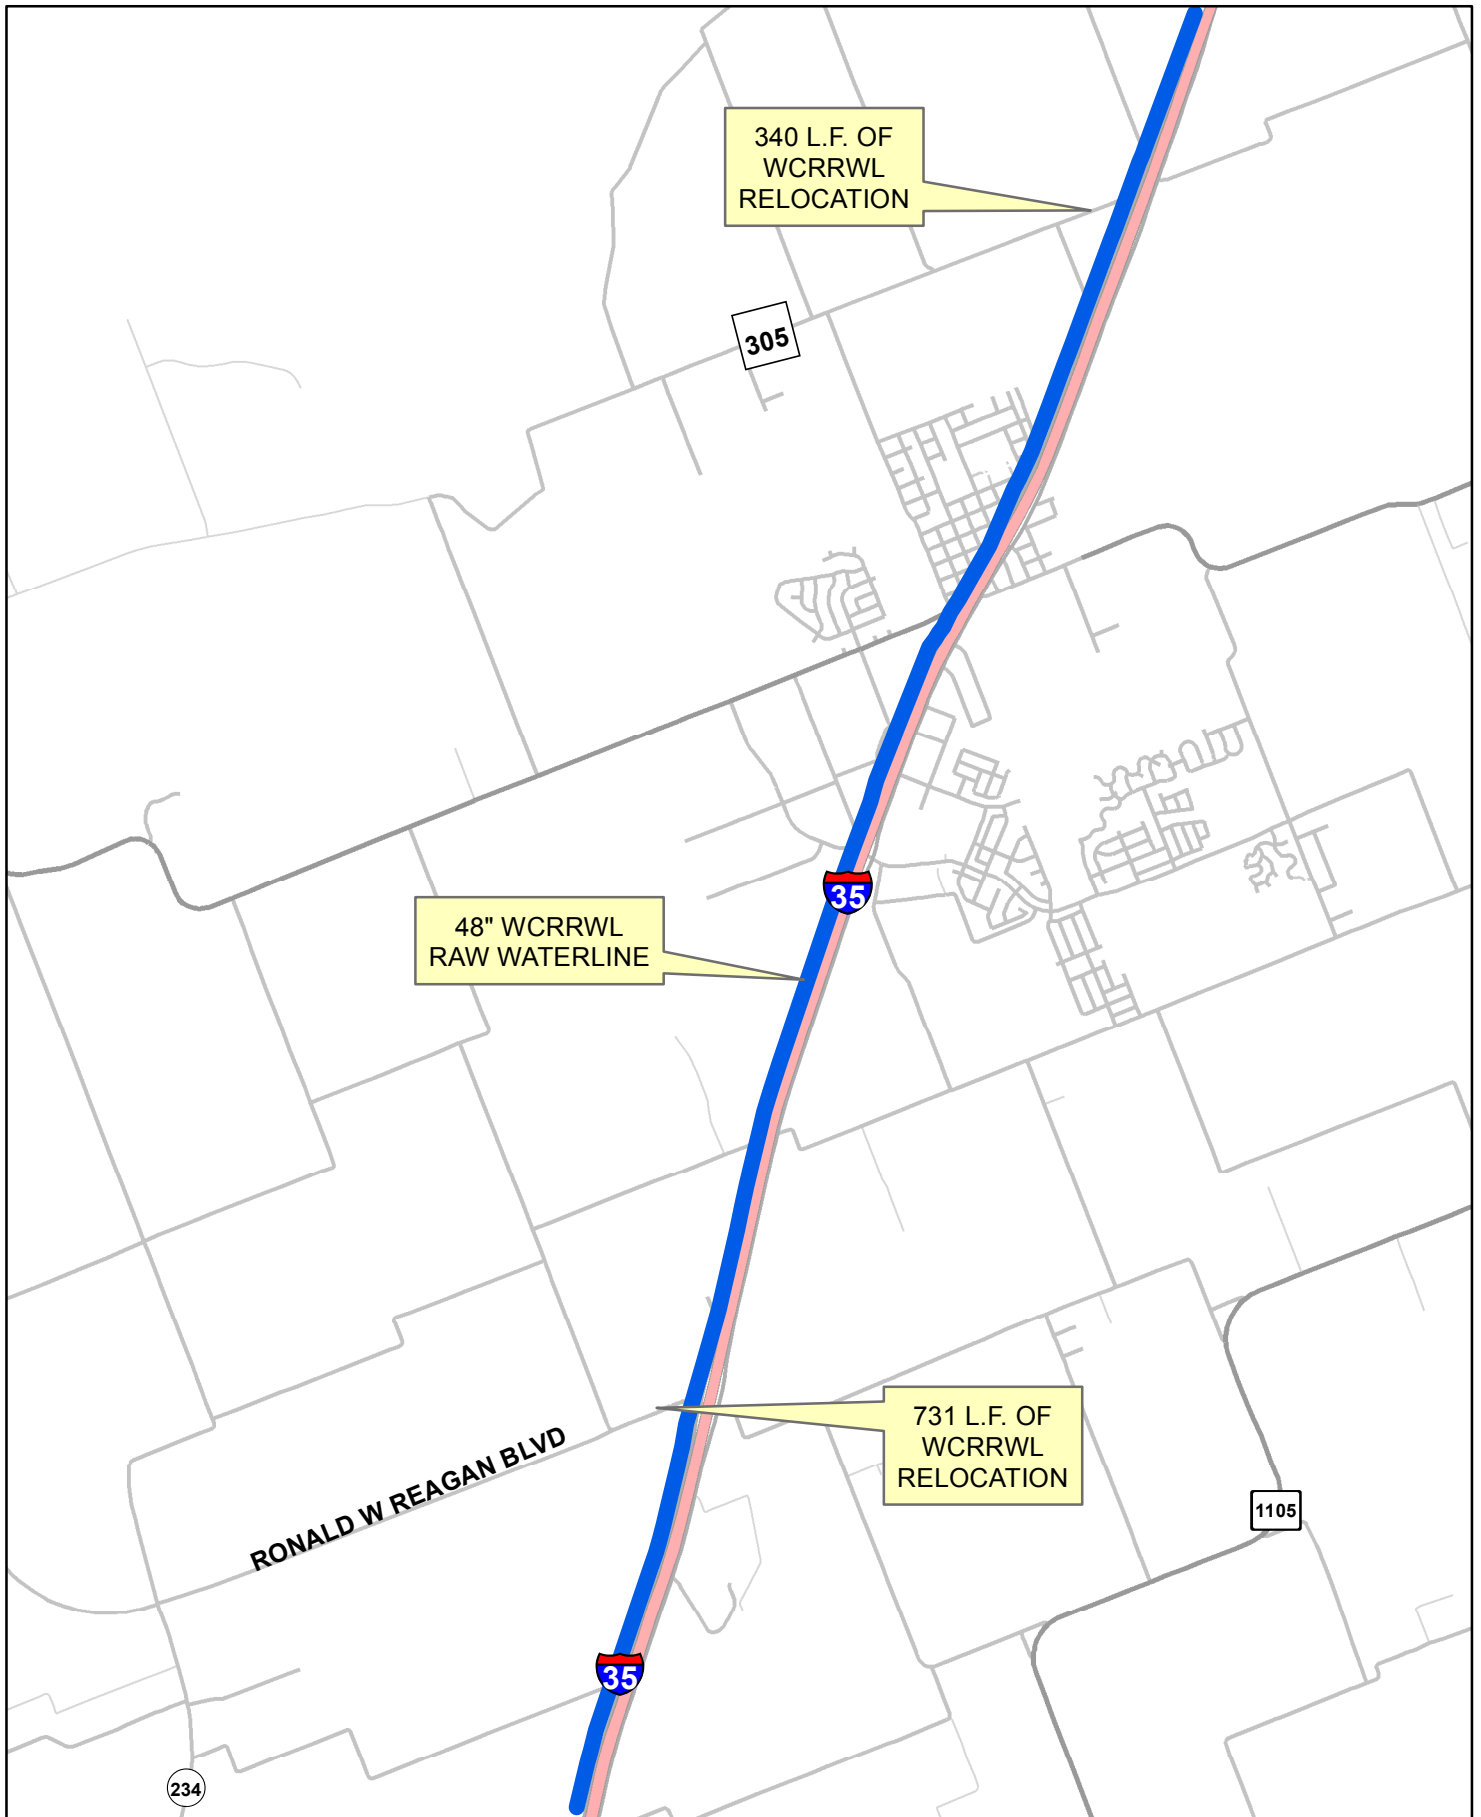 340 L.F. OF
WCRRWL
RELOCATION
305
35
48" WCRRWL
RAW WATERLINE
731 L.F. OF
WCRRWL
RELOCATION
RONALD W REAGAN BLVD
1105
35
234